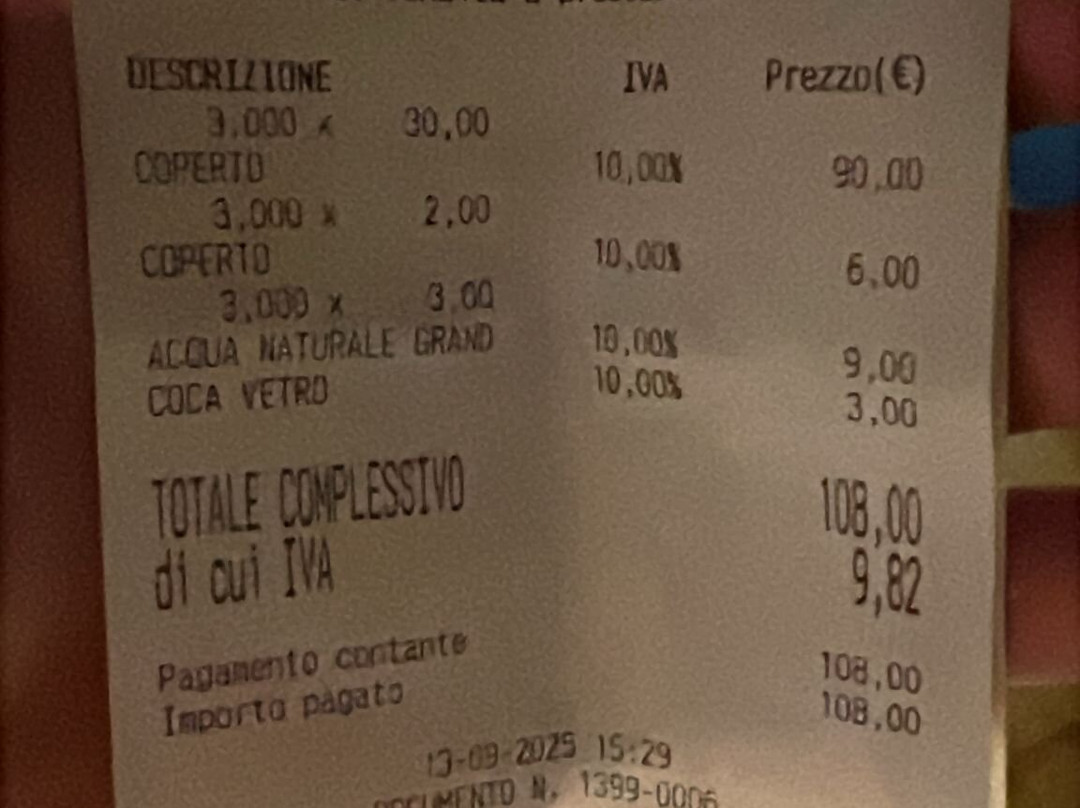 DESCRIZIONE IVA Prezzo(€)
3,000 x 30,00
COPERTO 10,00% 90,00
3,000 x 2,00
COPERTO 10,00% 6,00
3,000 x 3,00
ACQUA NATURALE GRAND 10,00% 9,00
COCA VETRO 10,00% 3,00
TOTALE COMPLESSIVO 108,00
di cui IVA 9,82
Pagamento contante 108,00
Importo pagato 108,00
13-09-2025 15:29
DOCUMENTO N. 1399-0006